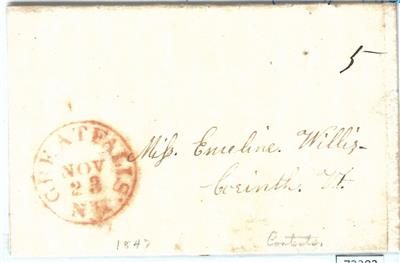 5
GREAT FALLS
NOV
23
N.H
Miss. Emeline. Willis-
Corinth. Vt.
1847
Contents